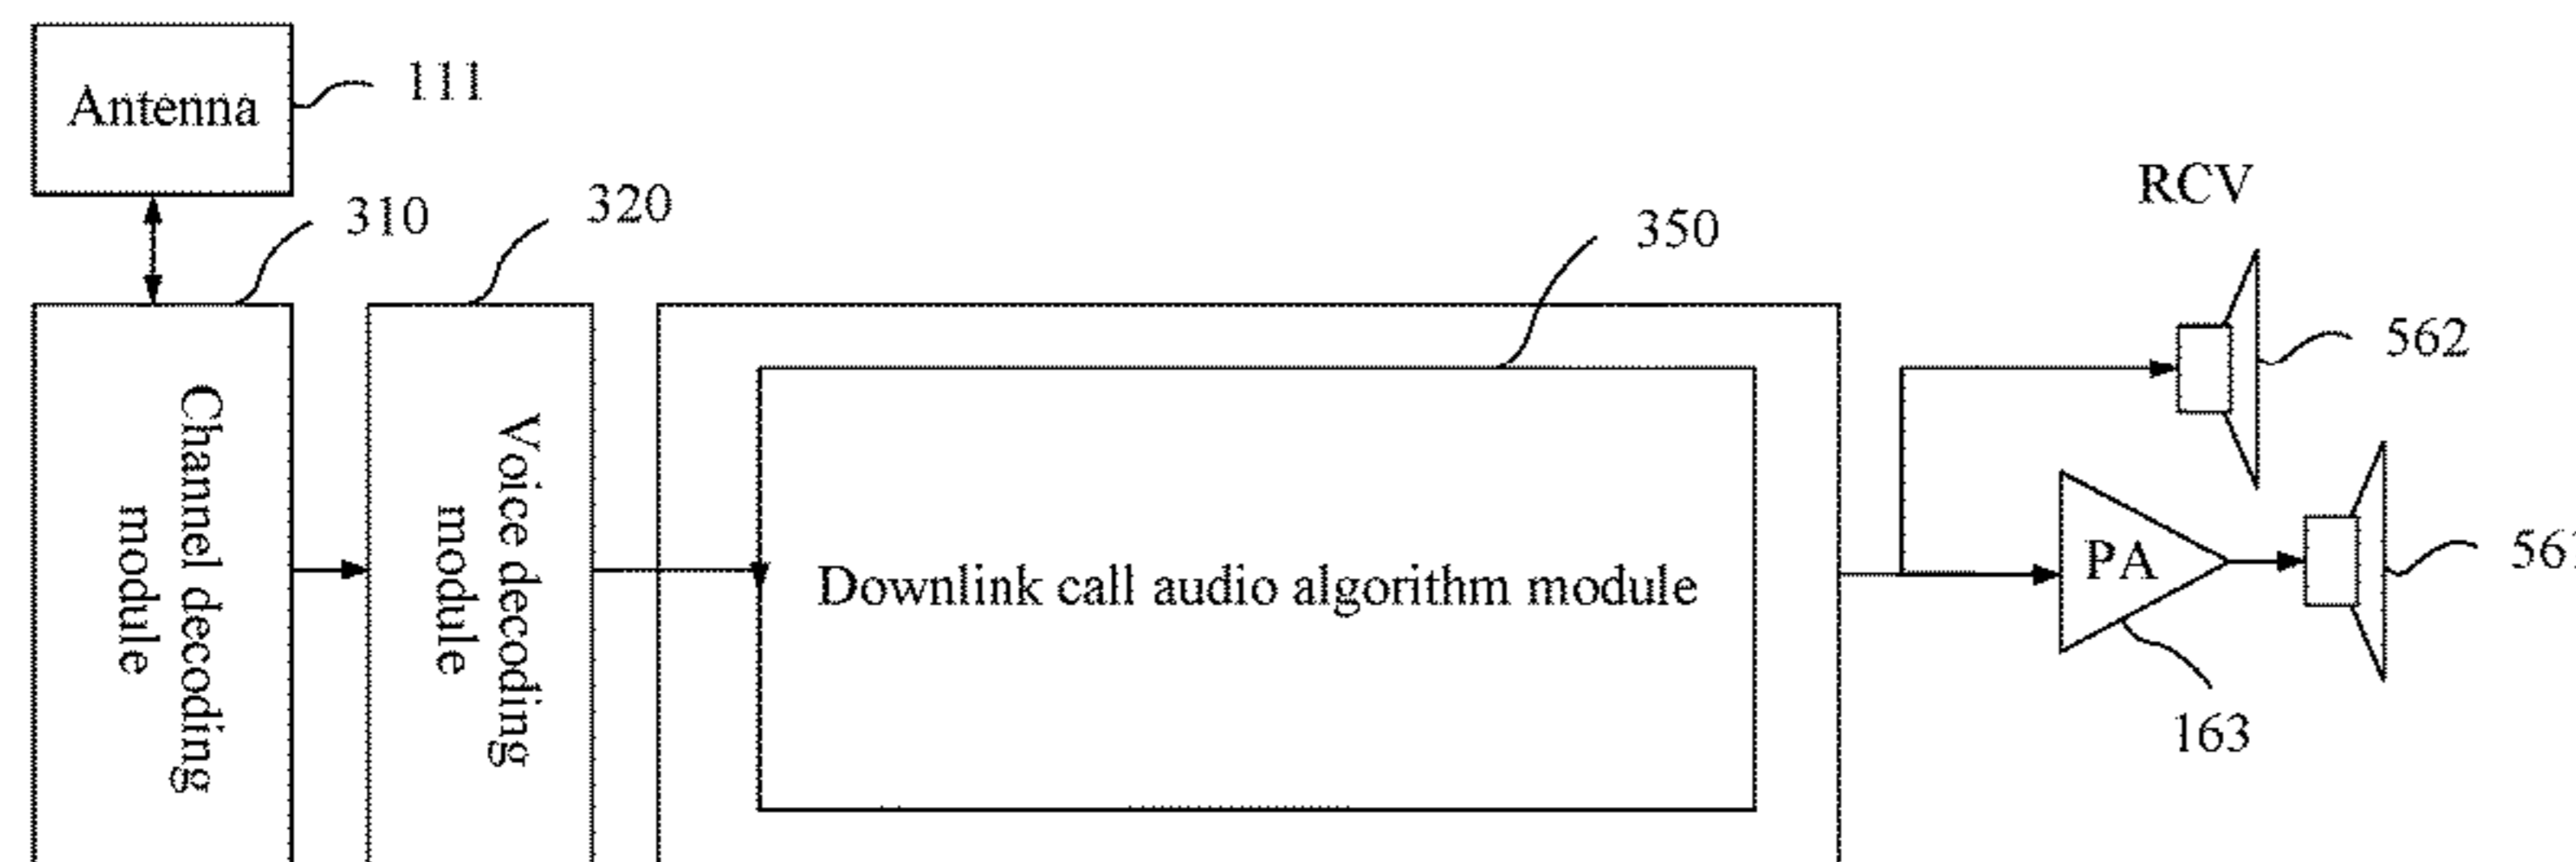 Antenna
111
310
320
350
RCV
562
Channel decoding
module
Voice decoding
module
Downlink call audio algorithm module
PA
163